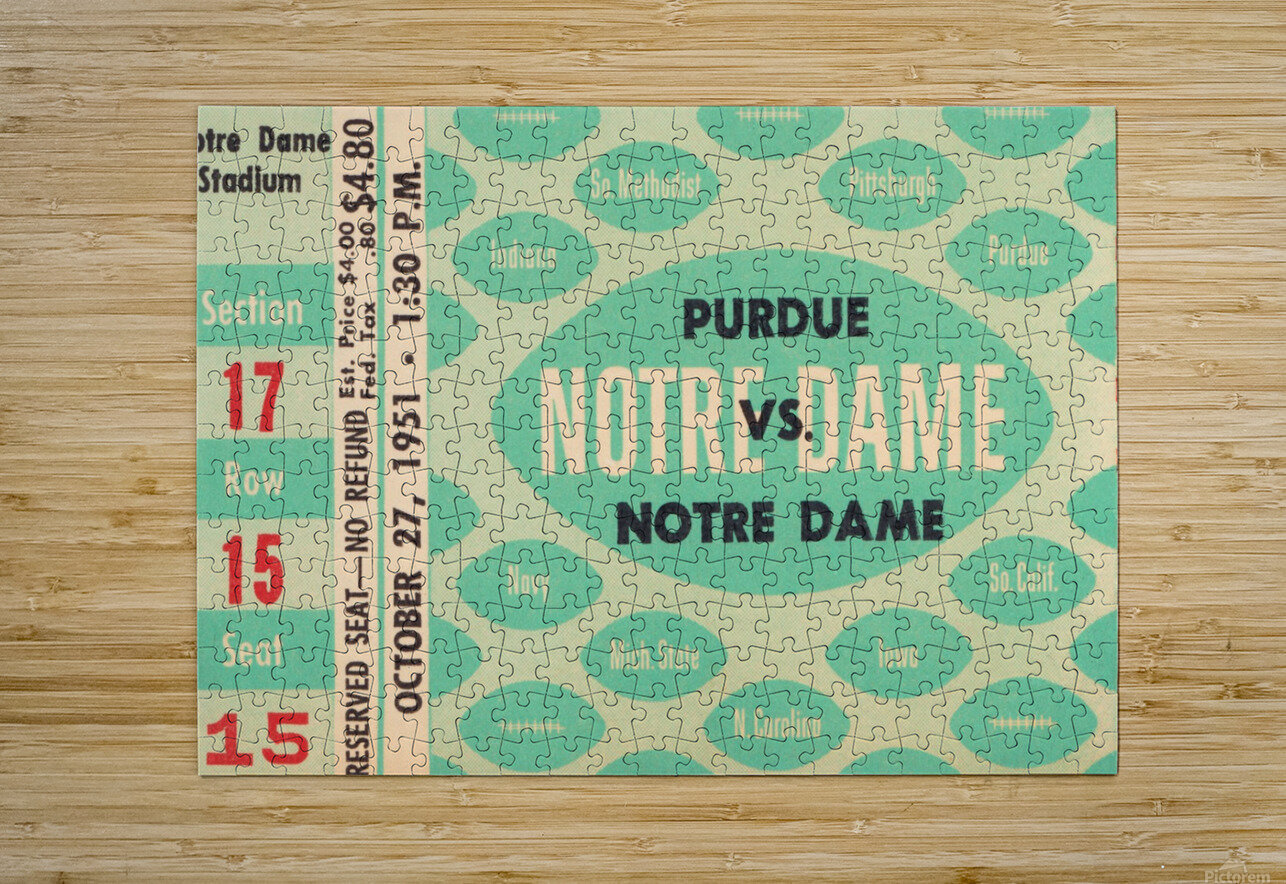 otre Dame
Stadium
Section
17
Row
15
Seat
15
RESERVED SEAT—NO REFUND
Est. Price $4.00
Fed. Tax .80
$4.80
OCTOBER 27, 1951 • 1:30 P.M.
So. Methodist
Pittsburgh
Indiana
Purdue
PURDUE
NOTRE DAME
VS.
NOTRE DAME
Navy
So. Calif.
Mich. State
Iowa
N. Carolina
Pictorem